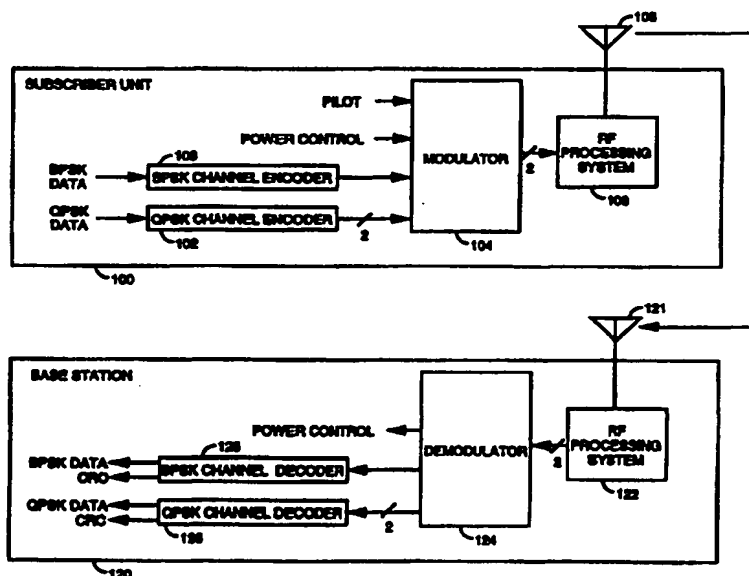 106
SUBSCRIBER UNIT
PILOT
POWER CONTROL
MODULATOR
2
RF PROCESSING SYSTEM
108
103
BPSK DATA
BPSK CHANNEL ENCODER
QPSK DATA
QPSK CHANNEL ENCODER
102
2
104
100
121
BASE STATION
POWER CONTROL
DEMODULATOR
2
RF PROCESSING SYSTEM
122
BPSK DATA
CRC
BPSK CHANNEL DECODER
QPSK DATA
CRC
QPSK CHANNEL DECODER
2
124
120